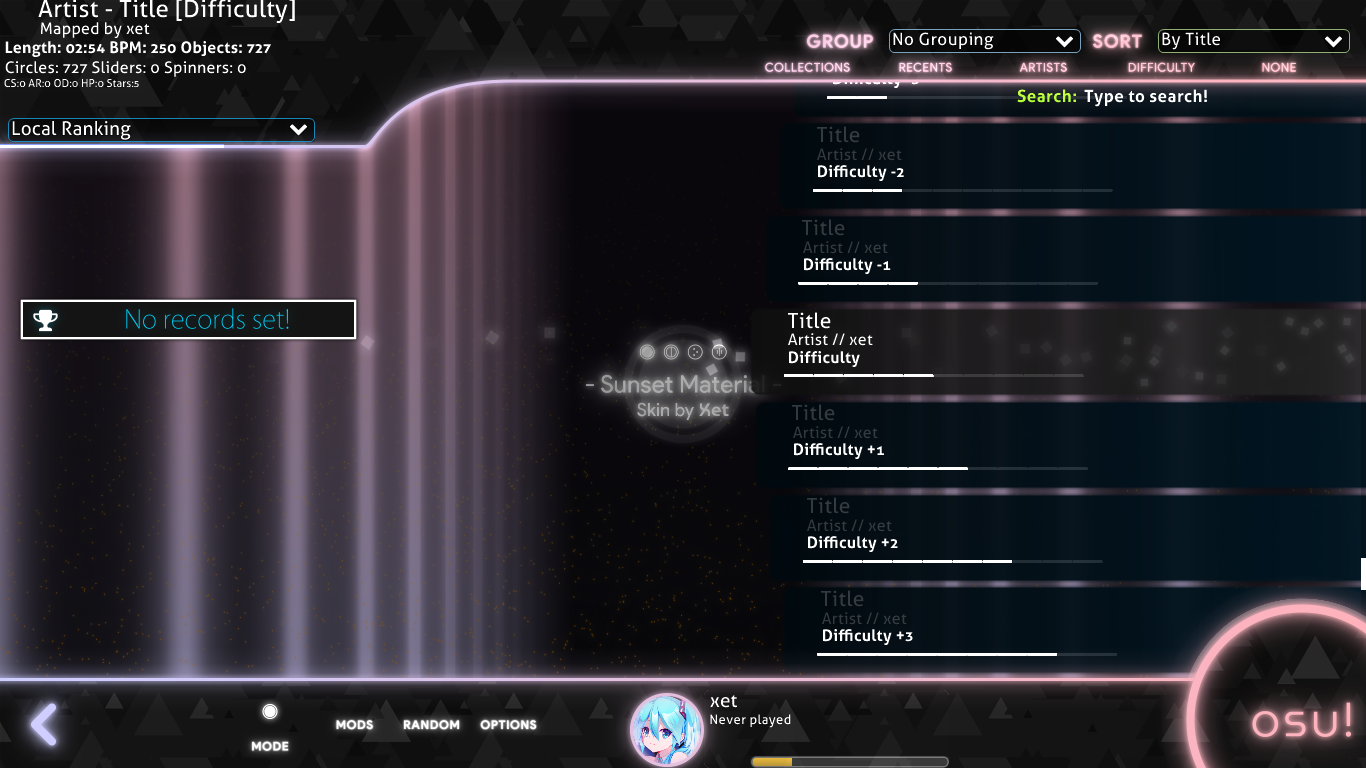 Artist - Title [Difficulty]
Mapped by xet
Length: 02:54 BPM: 250 Objects: 727
Circles: 727 Sliders: 0 Spinners: 0
CS:0 AR:0 OD:0 HP:0 Stars:5
GROUP No Grouping SORT By Title
COLLECTIONS RECENTS ARTISTS DIFFICULTY NONE
Search: Type to search!
Local Ranking
Title
Artist // xet
Difficulty -2
Title
Artist // xet
Difficulty -1
No records set!
Title
Artist // xet
Difficulty
- Sunset Material -
Skin by Xet
Title
Artist // xet
Difficulty +1
Title
Artist // xet
Difficulty +2
Title
Artist // xet
Difficulty +3
MODE
MODS RANDOM OPTIONS
xet
Never played
osu!